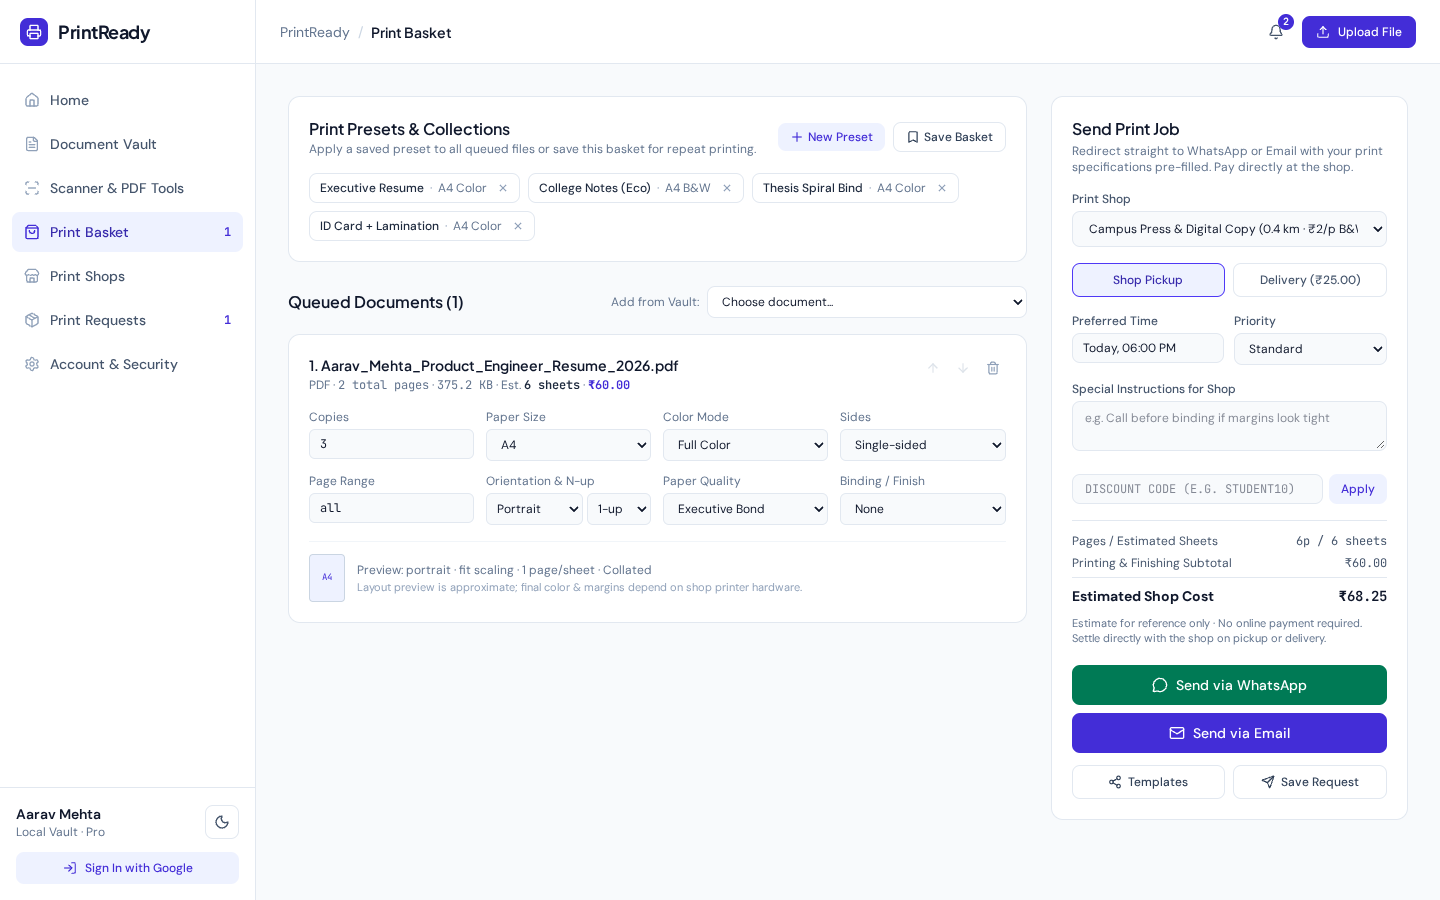 PrintReady
PrintReady / Print Basket
2
Upload File
Home
Document Vault
Scanner & PDF Tools
Print Basket 1
Print Shops
Print Requests 1
Account & Security
Aarav Mehta
Local Vault · Pro
Sign In with Google
Print Presets & Collections
Apply a saved preset to all queued files or save this basket for repeat printing.
New Preset
Save Basket
Executive Resume · A4 Color
College Notes (Eco) · A4 B&W
Thesis Spiral Bind · A4 Color
ID Card + Lamination · A4 Color
Queued Documents (1)
Add from Vault:
Choose document...
1. Aarav_Mehta_Product_Engineer_Resume_2026.pdf
PDF · 2 total pages · 375.2 KB · Est. 6 sheets · ₹60.00
Copies
Paper Size
Color Mode
Sides
3
A4
Full Color
Single-sided
Page Range
Orientation & N-up
Paper Quality
Binding / Finish
all
Portrait
1-up
Executive Bond
None
A4
Preview: portrait · fit scaling · 1 page/sheet · Collated
Layout preview is approximate; final color & margins depend on shop printer hardware.
Send Print Job
Redirect straight to WhatsApp or Email with your print
specifications pre-filled. Pay directly at the shop.
Print Shop
Campus Press & Digital Copy (0.4 km · ₹2/p B&W
Shop Pickup
Delivery (₹25.00)
Preferred Time
Priority
Today, 06:00 PM
Standard
Special Instructions for Shop
e.g. Call before binding if margins look tight
DISCOUNT CODE (E.G. STUDENT10)
Apply
Pages / Estimated Sheets 6p / 6 sheets
Printing & Finishing Subtotal ₹60.00
Estimated Shop Cost ₹68.25
Estimate for reference only · No online payment required.
Settle directly with the shop on pickup or delivery.
Send via WhatsApp
Send via Email
Templates
Save Request